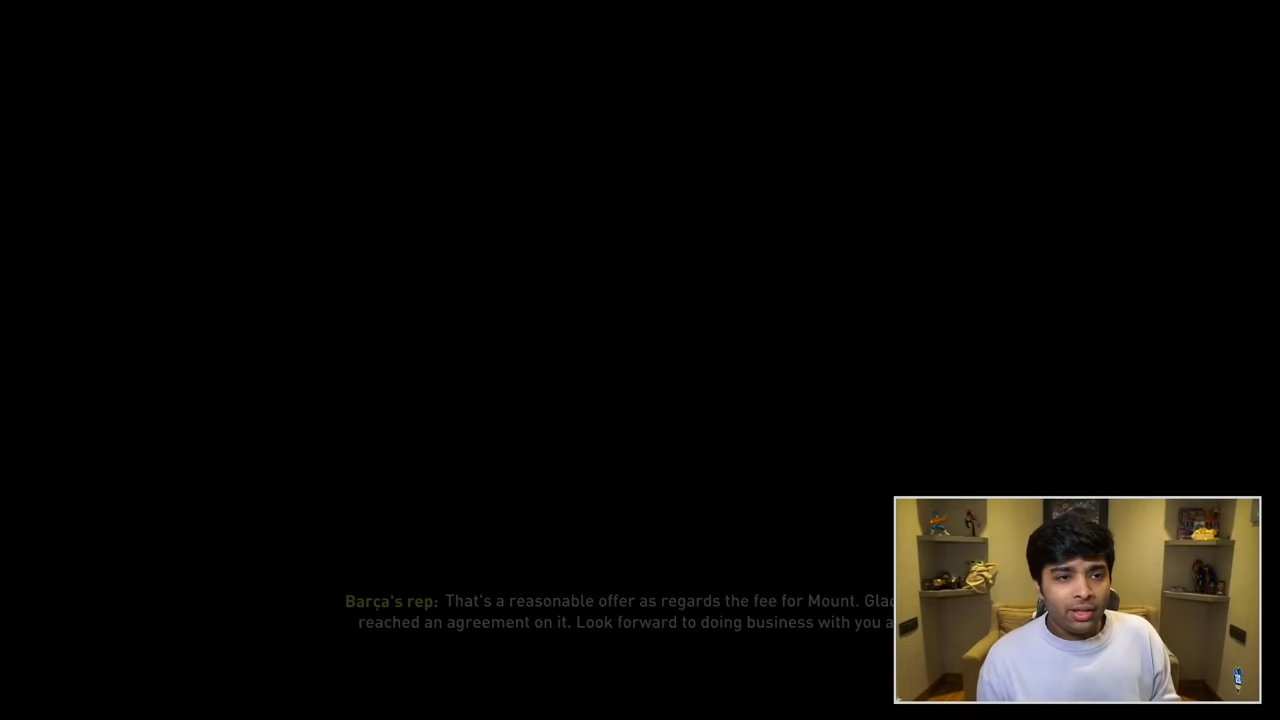 Barça's rep: That's a reasonable offer as regards the fee for Mount.
reached an agreement on it. Look forward to doing business with you